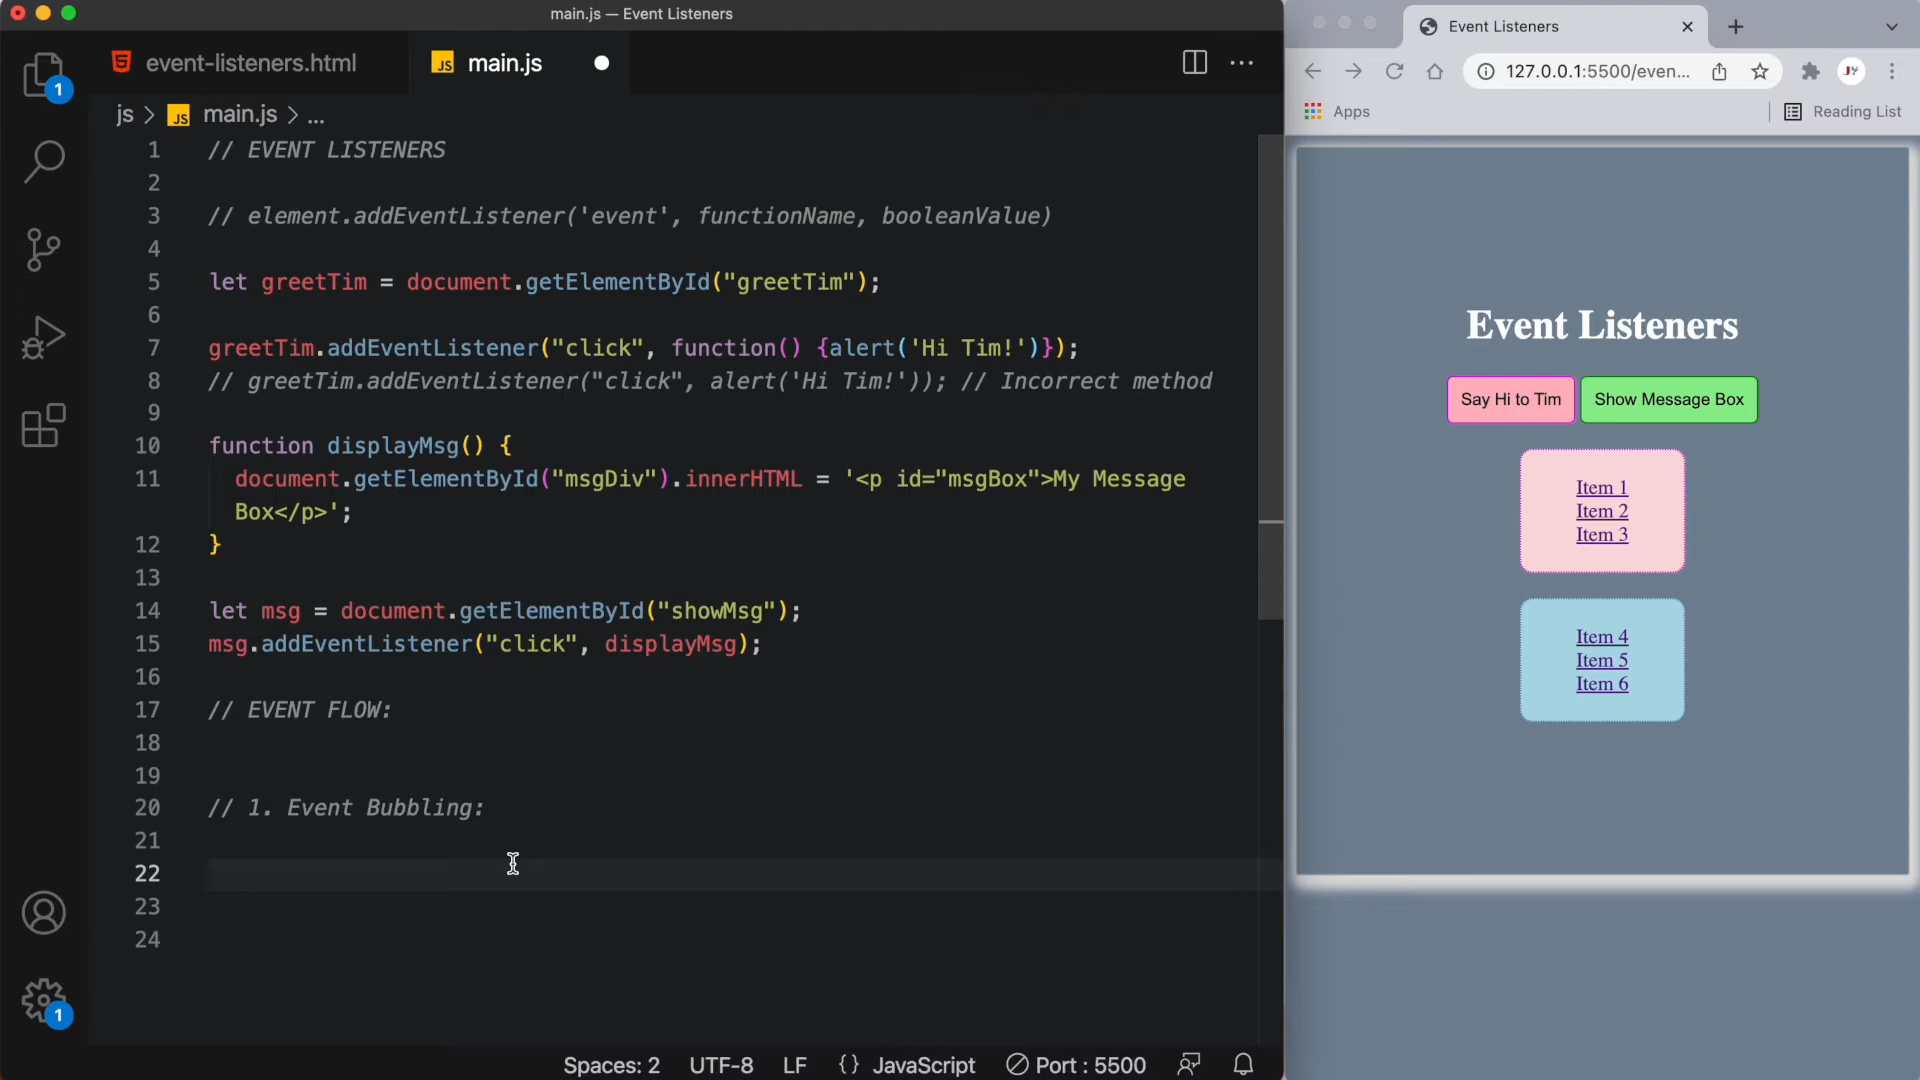 main.js — Event Listeners
event-listeners.html
JS main.js
js > JS main.js > ...
1 // EVENT LISTENERS
2
3 // element.addEventListener('event', functionName, booleanValue)
4
5 let greetTim = document.getElementById("greetTim");
6
7 greetTim.addEventListener("click", function() {alert('Hi Tim!')});
8 // greetTim.addEventListener("click", alert('Hi Tim!')); // Incorrect method
9
10 function displayMsg() {
11 document.getElementById("msgDiv").innerHTML = '<p id="msgBox">My Message
Box</p>';
12 }
13
14 let msg = document.getElementById("showMsg");
15 msg.addEventListener("click", displayMsg);
16
17 // EVENT FLOW:
18
19
20 // 1. Event Bubbling:
21
22
23
24
1
1
Spaces: 2 UTF-8 LF {} JavaScript Port : 5500
Event Listeners
127.0.0.1:5500/even...
JY
Apps
Reading List
Event Listeners
Say Hi to Tim
Show Message Box
Item 1
Item 2
Item 3
Item 4
Item 5
Item 6